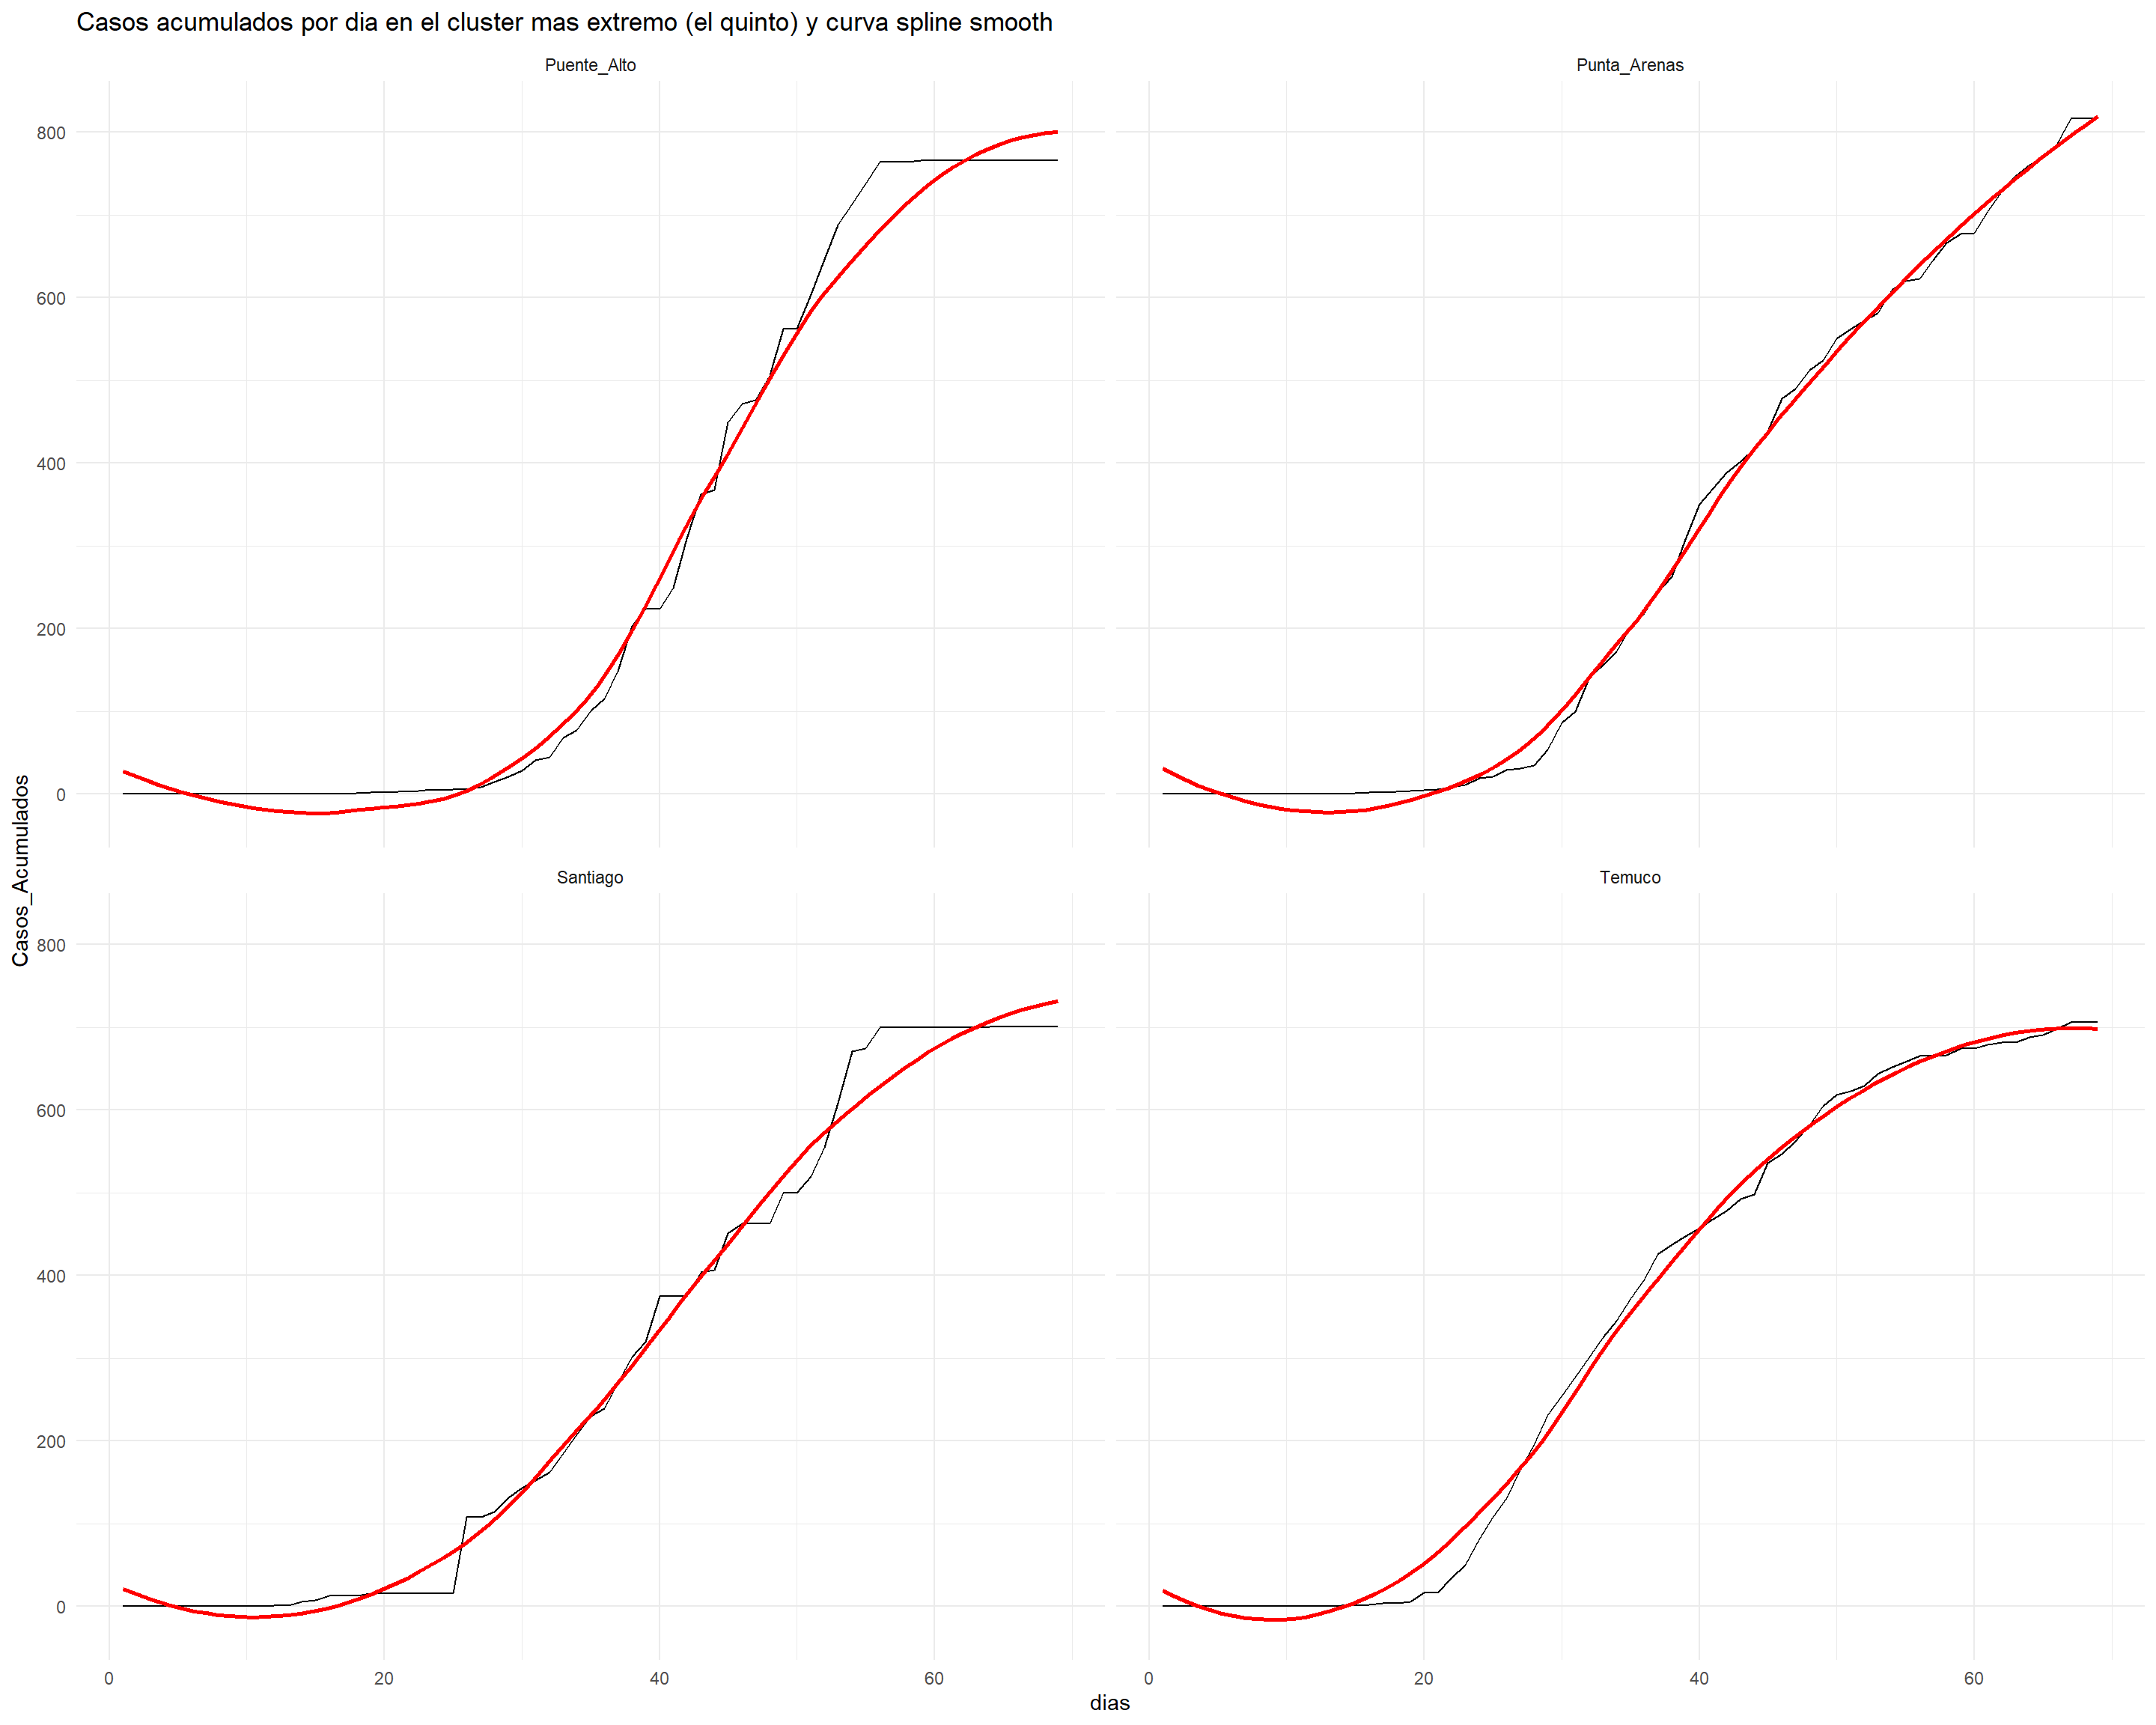 Casos acumulados por dia en el cluster mas extremo (el quinto) y curva spline smooth
Puente_Alto
Punta_Arenas
800
600
400
200
0
Casos_Acumulados
Santiago
Temuco
800
600
400
200
0
0 20 40 60
0 20 40 60
dias